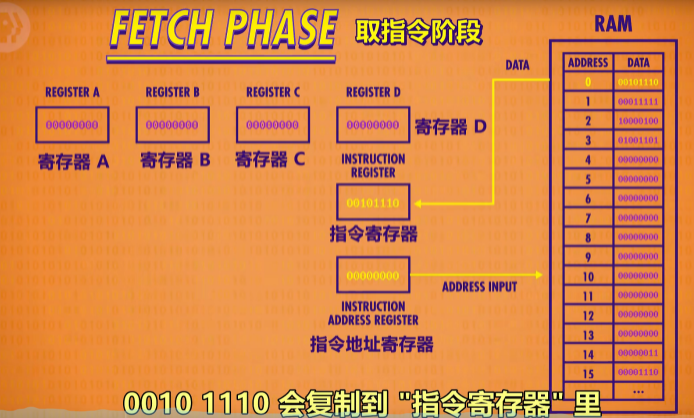 FETCH PHASE 取指令阶段
RAM
DATA
ADDRESS DATA
0 00101110
1 00011111
2 10000100
3 01001101
4 00000000
5 00000000
6 00000000
7 00000000
8 00000000
9 00000000
10 00000000
11 00000000
12 00000000
13 00000000
14 00000011
15 00001110
...
REGISTER A REGISTER B REGISTER C REGISTER D
00000000 00000000 00000000 00000000
寄存器 A 寄存器 B 寄存器 C 寄存器 D
INSTRUCTION
REGISTER
00101110
指令寄存器
00000000
ADDRESS INPUT
INSTRUCTION
ADDRESS REGISTER
指令地址寄存器
0010 1110 会复制到 "指令寄存器" 里